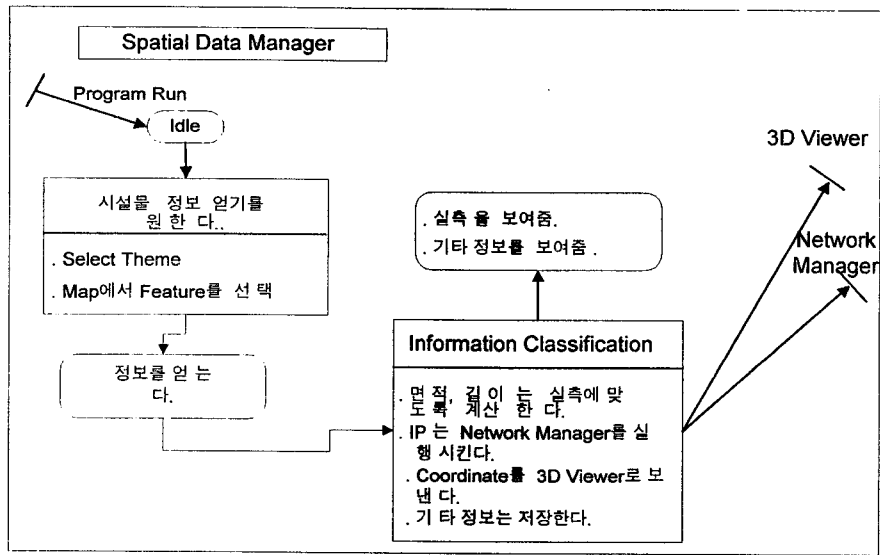 Spatial Data Manager
Program Run
Idle
시설물 정보 얻기를
원 한 다..
. Select Theme
. Map에서 Feature를 선 택
정보를 얻 는
다.
. 실측 을 보여줌.
. 기타 정보를 보여줌 .
3D Viewer
Network
Manager
Information Classification
. 면 적, 길 이 는 실측에 맞
도록 계산 한 다.
. IP 는 Network Manager를 실
행 시킨다.
. Coordinate를 3D Viewer로 보
낸 다.
. 기 타 정보는 저장한다.